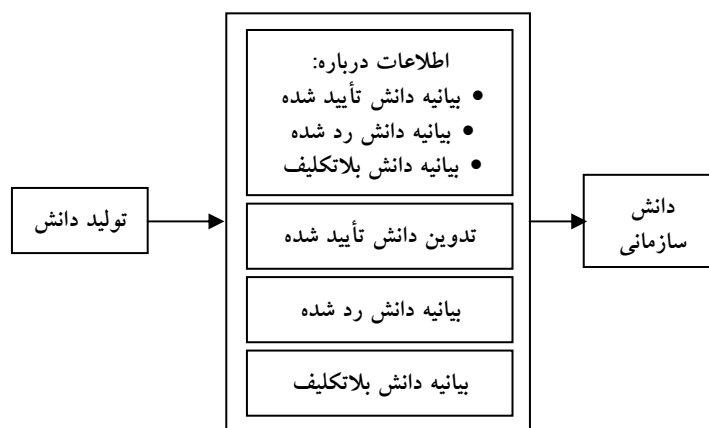 اطلاعات درباره:
• بیانیه دانش تأیید شده
• بیانیه دانش رد شده
• بیانیه دانش بلاتکلیف
تولید دانش
تدوین دانش تأیید شده
بیانیه دانش رد شده
بیانیه دانش بلاتکلیف
دانش
سازمانی